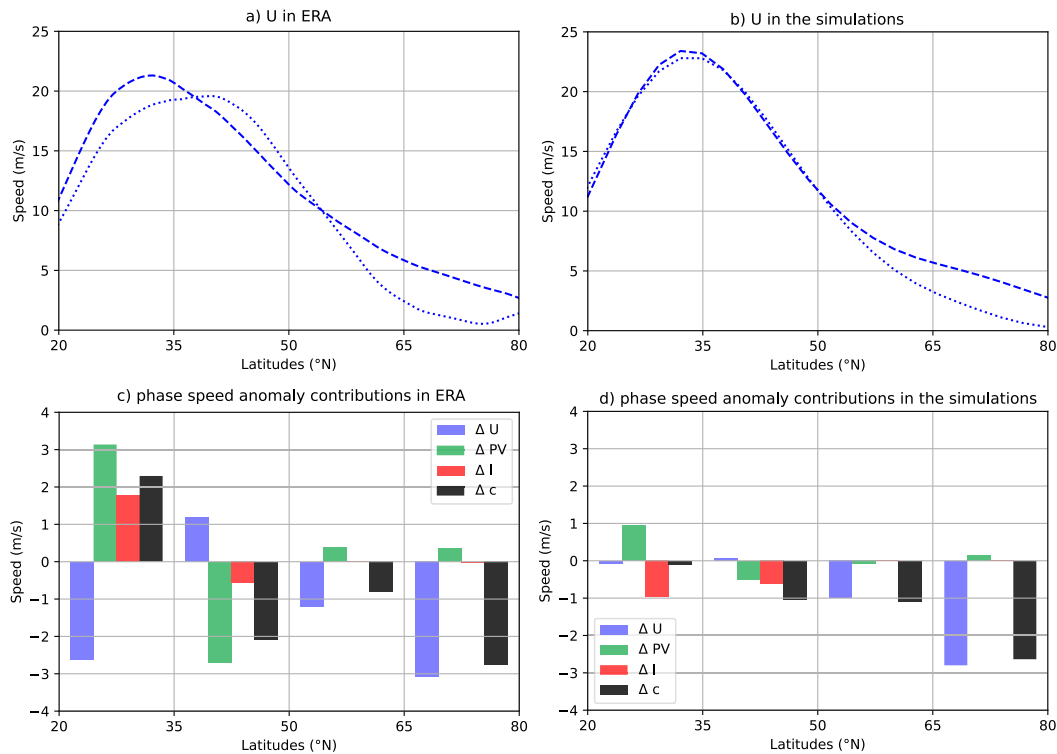 a) U in ERA
25
20
15
10
5
0
Speed (m/s)
20 35 50 65 80
Latitudes (°N)
b) U in the simulations
25
20
15
10
5
0
Speed (m/s)
20 35 50 65 80
Latitudes (°N)
c) phase speed anomaly contributions in ERA
4
3
2
1
0
−1
−2
−3
−4
Speed (m/s)
Δ U
Δ PV
Δ l
Δ c
20 35 50 65 80
Latitudes (°N)
d) phase speed anomaly contributions in the simulations
4
3
2
1
0
−1
−2
−3
−4
Speed (m/s)
Δ U
Δ PV
Δ l
Δ c
20 35 50 65 80
Latitudes (°N)